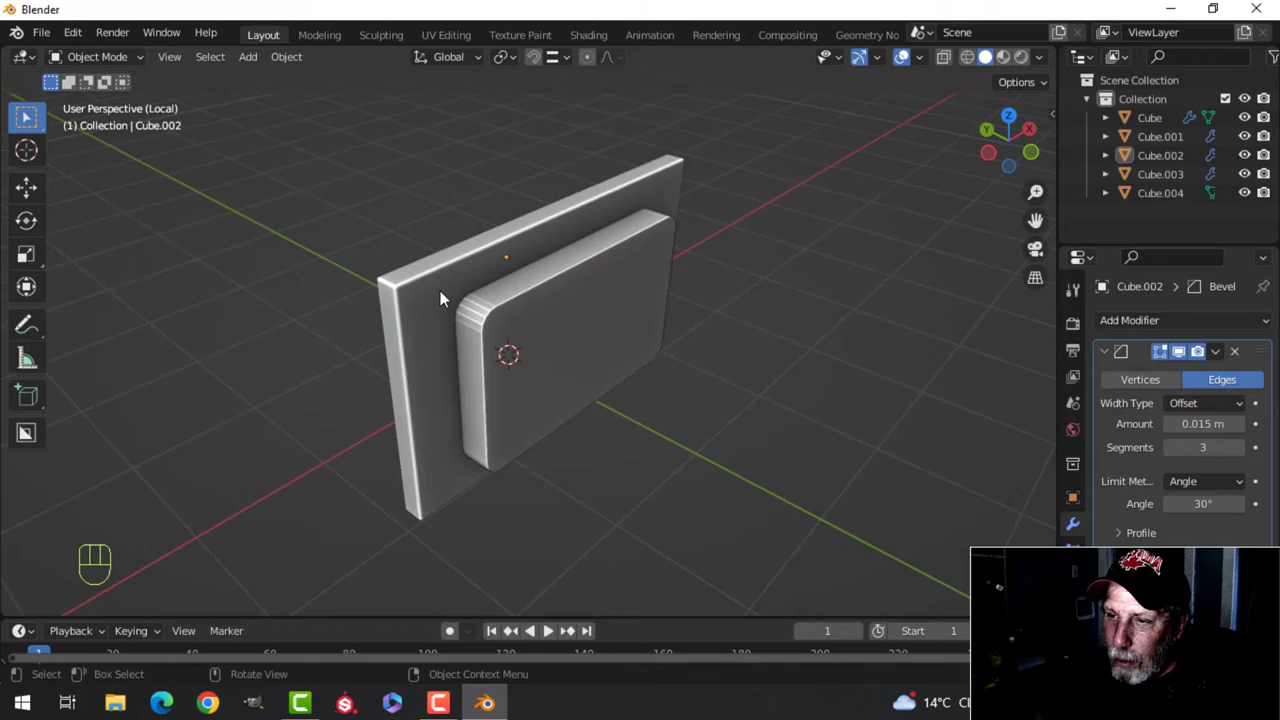 Blender
File Edit Render Window Help
Layout Modeling Sculpting UV Editing Texture Paint Shading Animation Rendering Compositing Geometry No
Scene
ViewLayer
Object Mode View Select Add Object
Global
Options
User Perspective (Local)
(1) Collection | Cube.002
Z
Y
X
Scene Collection
Collection
Cube
Cube.001
Cube.002
Cube.003
Cube.004
Cube.002 Bevel
Add Modifier
Vertices Edges
Width Type Offset
Amount 0.015 m
Segments 3
Limit Met... Angle
Angle 30°
Profile
Playback Keying View Marker
1
Start 1
Select Box Select Rotate View Object Context Menu
14°C